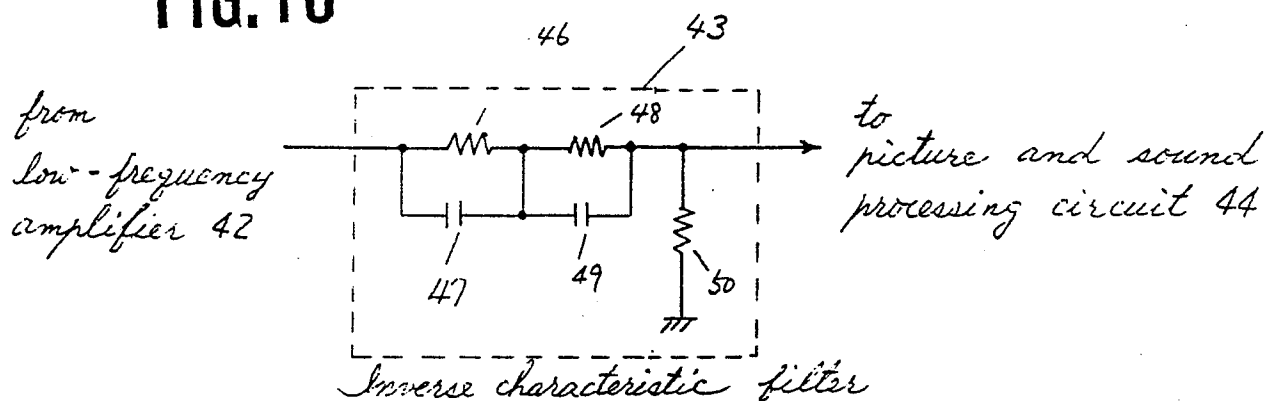 FIG. 10
46
43
from
low-frequency
amplifier 42
48
to
picture and sound
processing circuit 44
47
49
50
Inverse characteristic filter